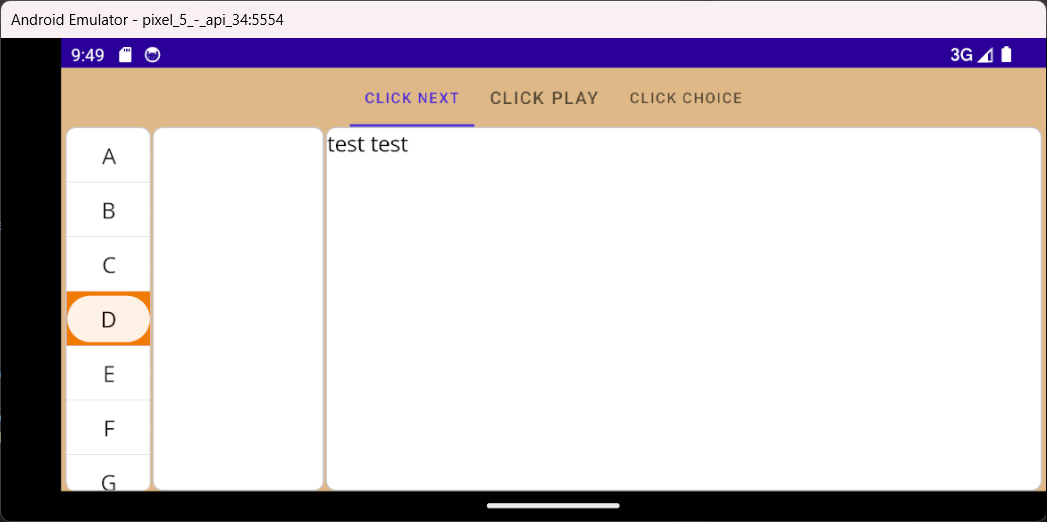 Android Emulator - pixel_5_-_api_34:5554
9:49 3G
CLICK NEXT CLICK PLAY CLICK CHOICE
A
B
C
D
E
F
G
test test